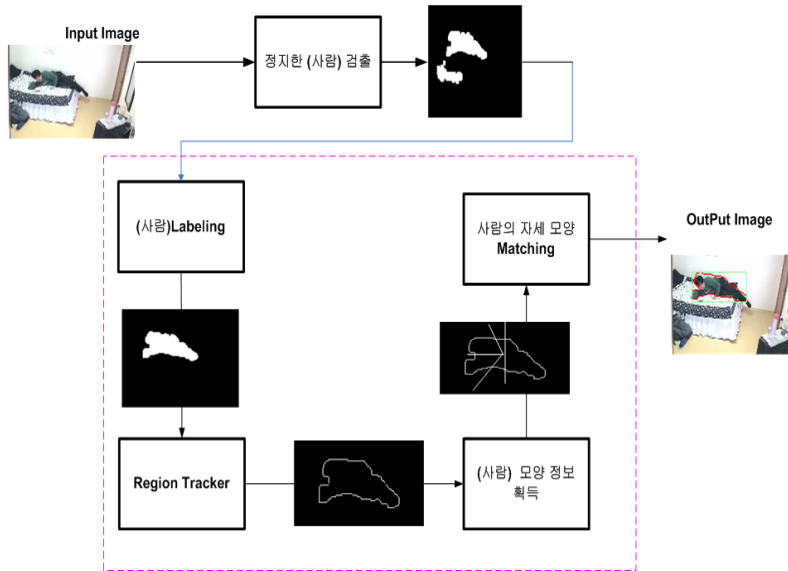 Input Image
정지한 (사람) 검출
(사람)Labeling
사람의 자세 모양
Matching
OutPut Image
Region Tracker
(사람) 모양 정보
획득